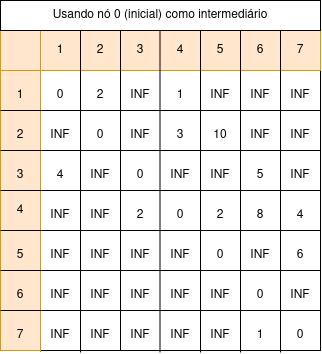 Usando nó 0 (inicial) como intermediário
1 2 3 4 5 6 7
1 0 2 INF 1 INF INF INF
2 INF 0 INF 3 10 INF INF
3 4 INF 0 INF INF 5 INF
4 INF INF 2 0 2 8 4
5 INF INF INF INF 0 INF 6
6 INF INF INF INF INF 0 INF
7 INF INF INF INF INF 1 0